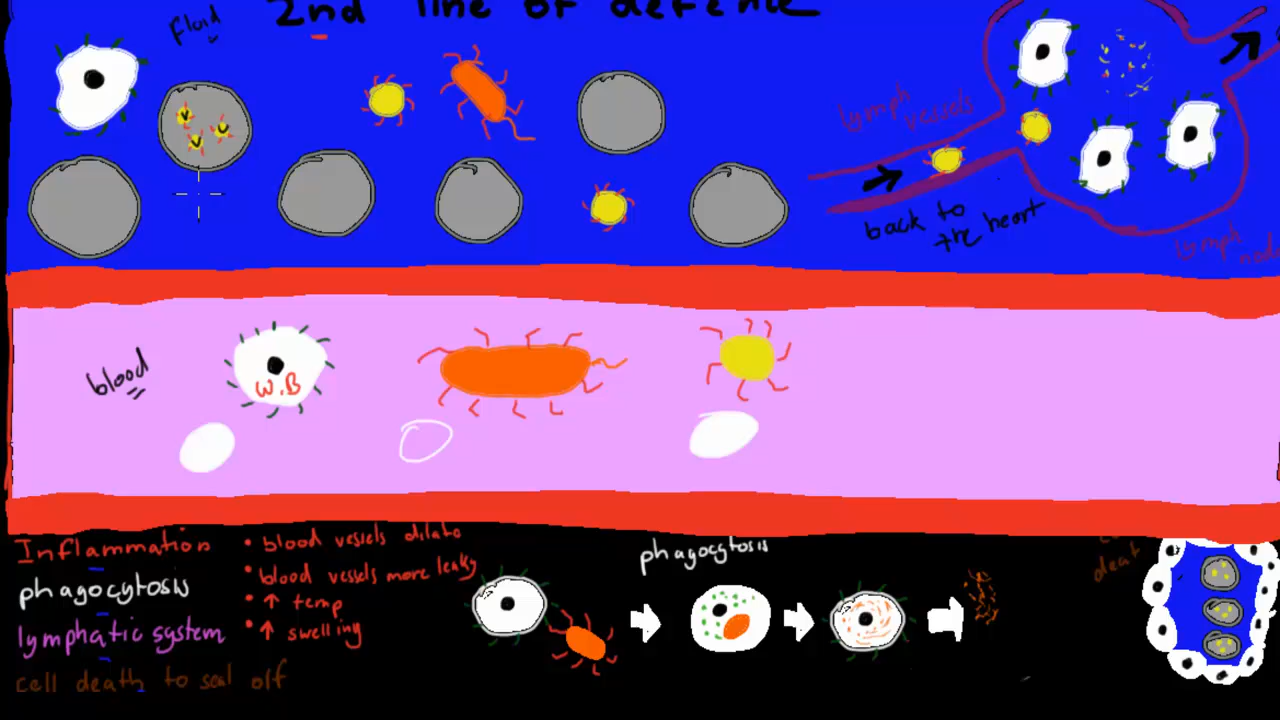 2nd line of defence
fluid
lymph
vessels
back to
the heart
lymph
blood
W.B
Inflammation
phagocytosis
lymphatic system
cell death to seal off
• blood vessels dilate
• blood vessels more leaky
• ↑ temp
• ↑ swelling
phagocytosis